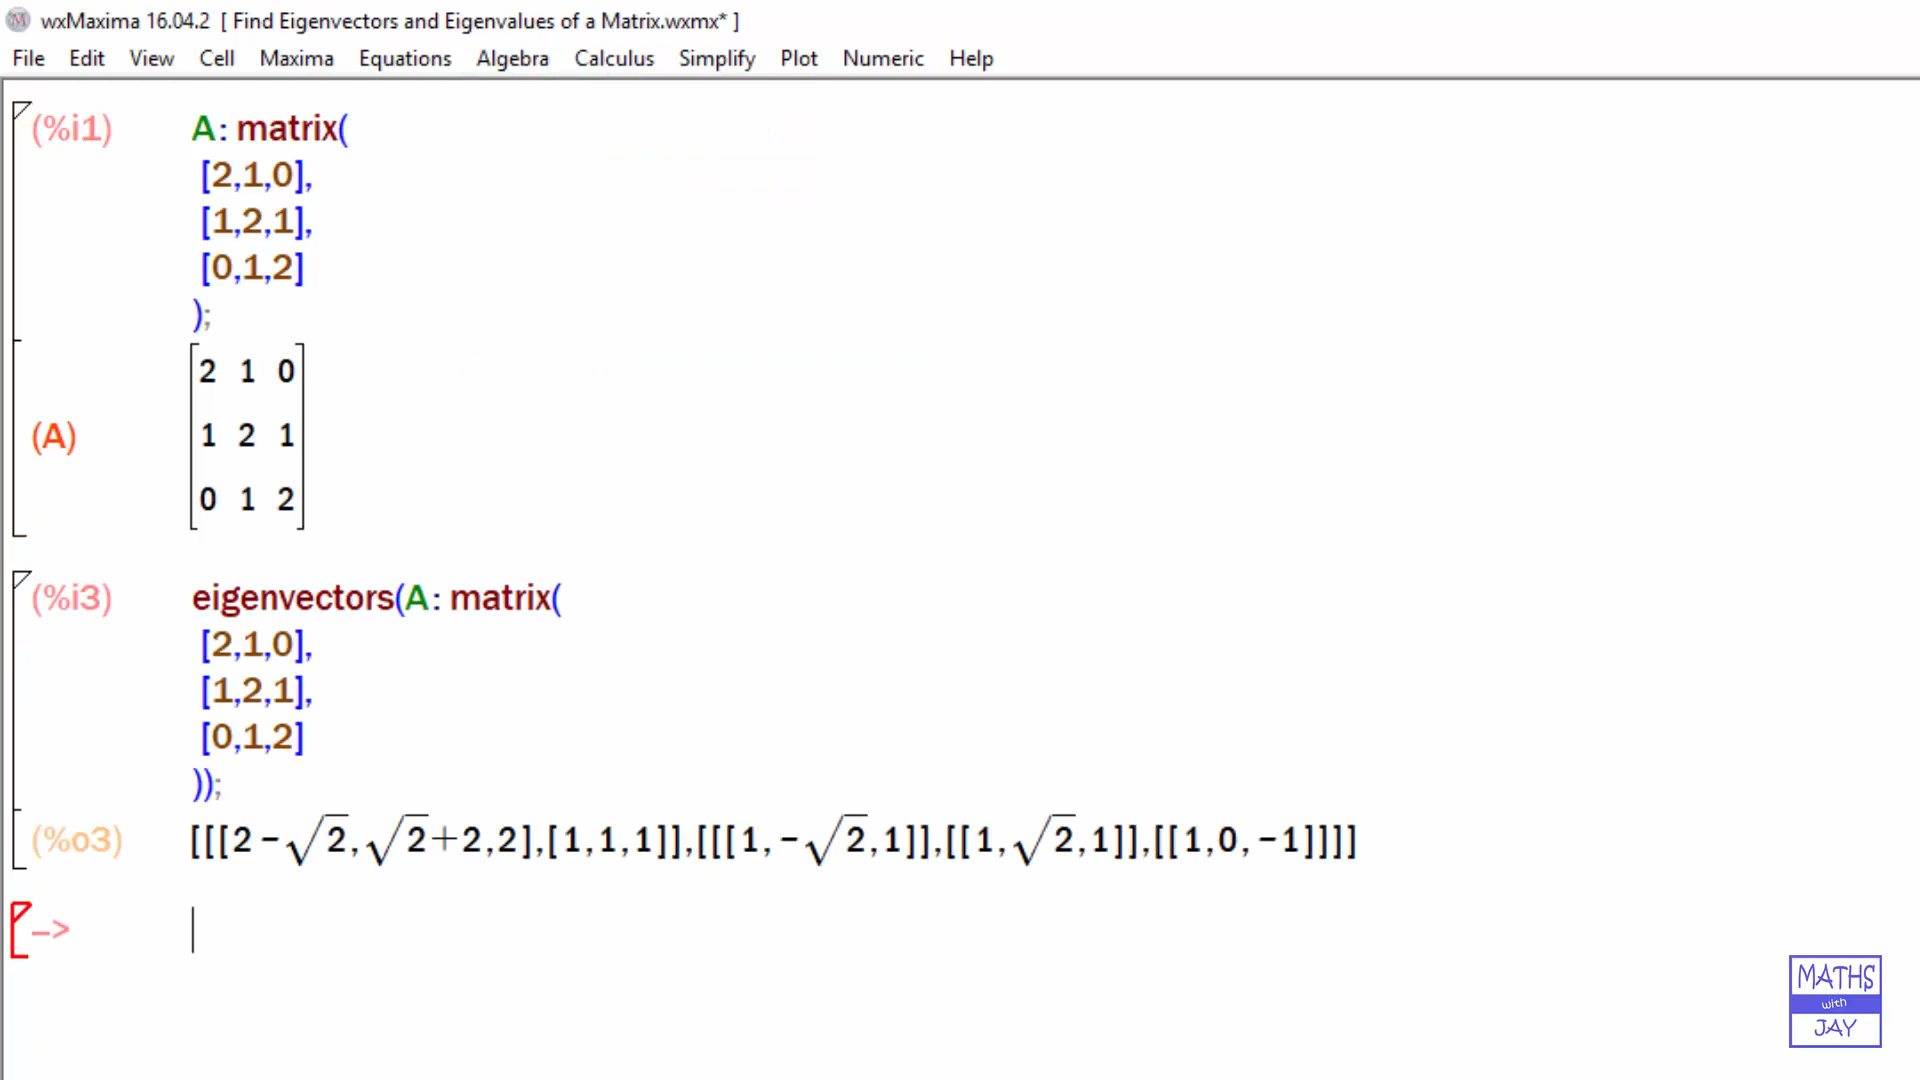 wxMaxima 16.04.2 [ Find Eigenvectors and Eigenvalues of a Matrix.wxmx* ]
File Edit View Cell Maxima Equations Algebra Calculus Simplify Plot Numeric Help
(%i1) A: matrix(
[2,1,0],
[1,2,1],
[0,1,2]
);
2 1 0
(A) 1 2 1
0 1 2
(%i3) eigenvectors(A: matrix(
[2,1,0],
[1,2,1],
[0,1,2]
));
(%o3) [[[2-√2,√2+2,2],[1,1,1]],[[[1,-√2,1]],[[1,√2,1]],[[1,0,-1]]]]
-->
MATHS
with
JAY